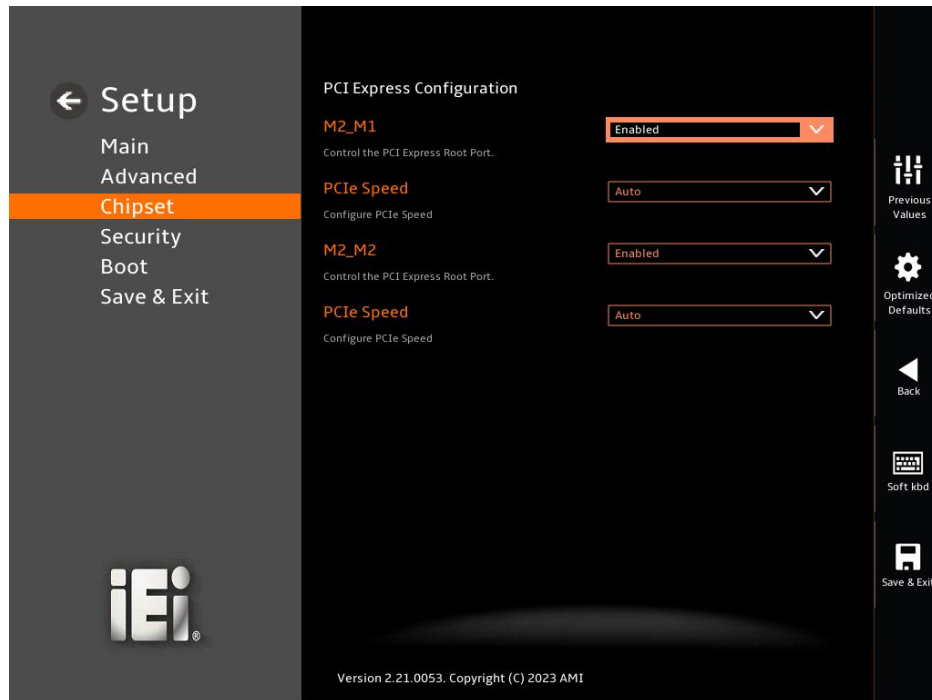 Setup
Main
Advanced
Chipset
Security
Boot
Save & Exit
iEi®
PCI Express Configuration
M2_M1
Enabled
Control the PCI Express Root Port.
PCIe Speed
Auto
Configure PCIe Speed
M2_M2
Enabled
Control the PCI Express Root Port.
PCIe Speed
Auto
Configure PCIe Speed
Version 2.21.0053. Copyright (C) 2023 AMI
Previous
Values
Optimized
Defaults
Back
Soft kbd
Save & Exit